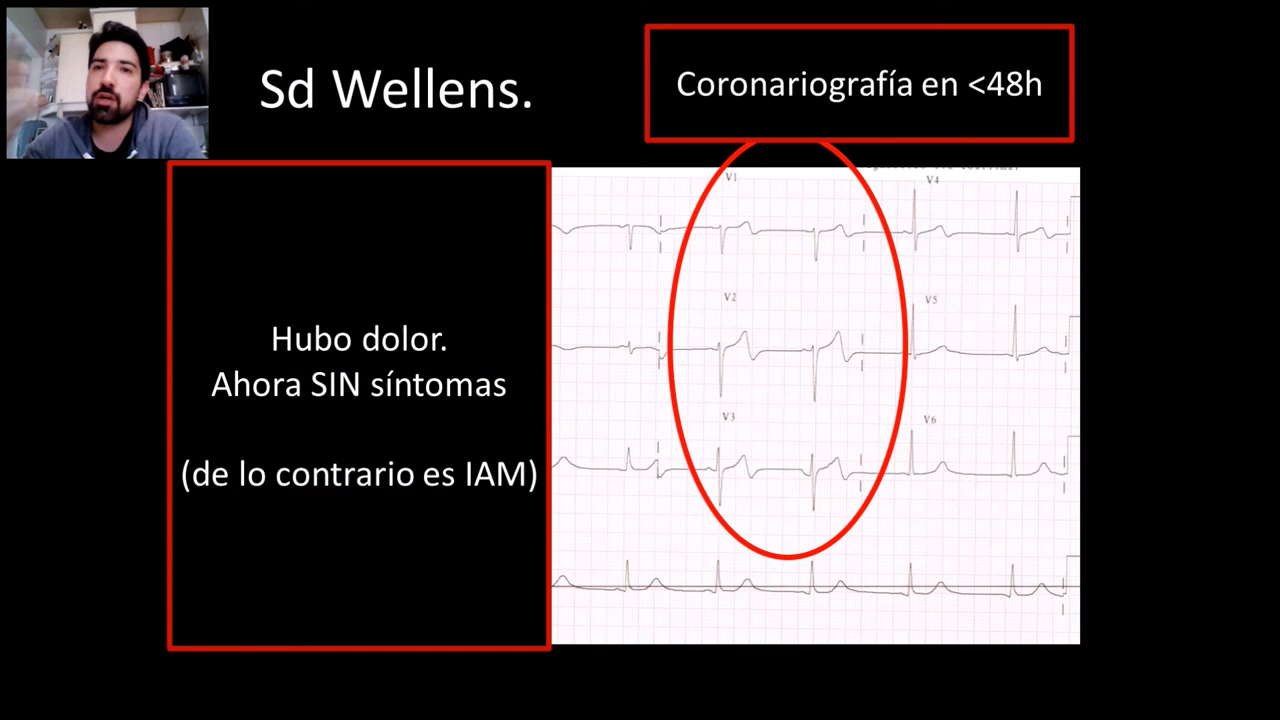 Sd Wellens.
Coronariografía en <48h
Hubo dolor.
Ahora SIN síntomas
(de lo contrario es IAM)
V1
V4
V2
V5
V3
V6